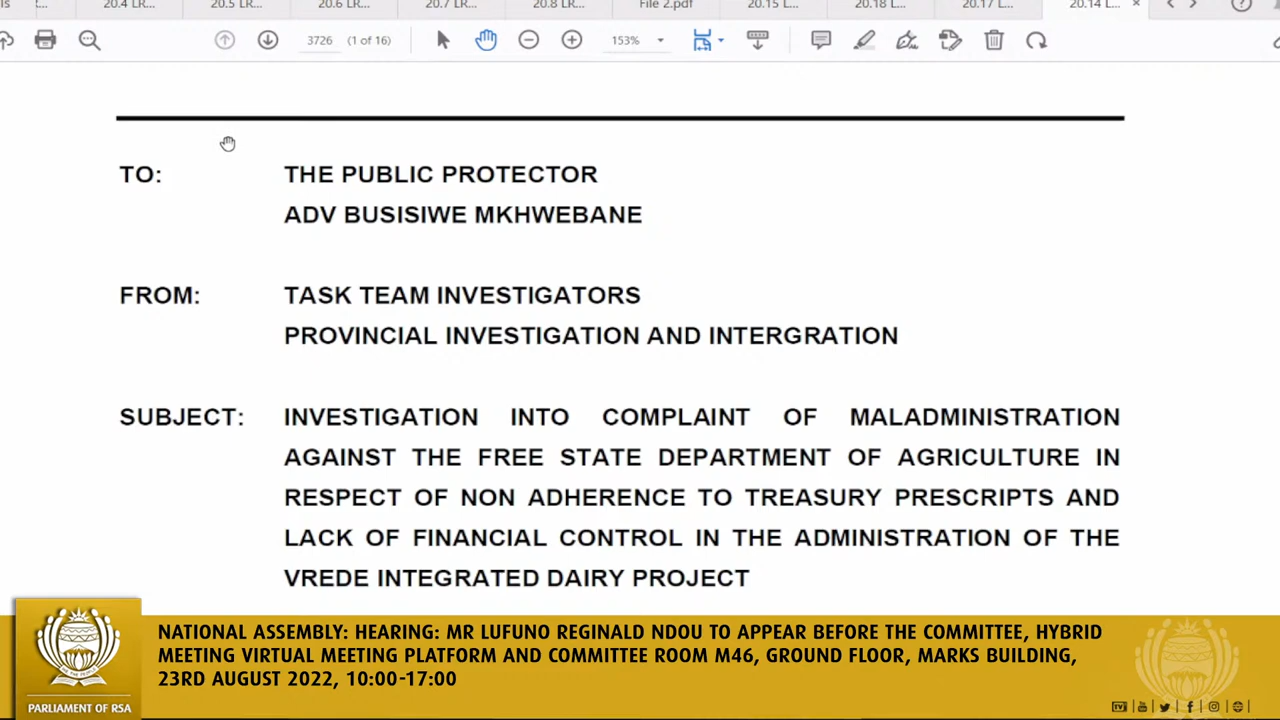 20.4 LR...
20.5 LR...
20.6 LR...
20.7 LR...
20.8 LR...
File 2.pdf
20.15 L...
20.18 L...
20.17 L...
20.14 L...
3726 (1 of 16)
153%
TO: THE PUBLIC PROTECTOR
ADV BUSISIWE MKHWEBANE
FROM: TASK TEAM INVESTIGATORS
PROVINCIAL INVESTIGATION AND INTERGRATION
SUBJECT: INVESTIGATION INTO COMPLAINT OF MALADMINISTRATION
AGAINST THE FREE STATE DEPARTMENT OF AGRICULTURE IN
RESPECT OF NON ADHERENCE TO TREASURY PRESCRIPTS AND
LACK OF FINANCIAL CONTROL IN THE ADMINISTRATION OF THE
VREDE INTEGRATED DAIRY PROJECT
NATIONAL ASSEMBLY: HEARING: MR LUFUNO REGINALD NDOU TO APPEAR BEFORE THE COMMITTEE, HYBRID
MEETING VIRTUAL MEETING PLATFORM AND COMMITTEE ROOM M46, GROUND FLOOR, MARKS BUILDING,
23RD AUGUST 2022, 10:00-17:00
PARLIAMENT OF RSA